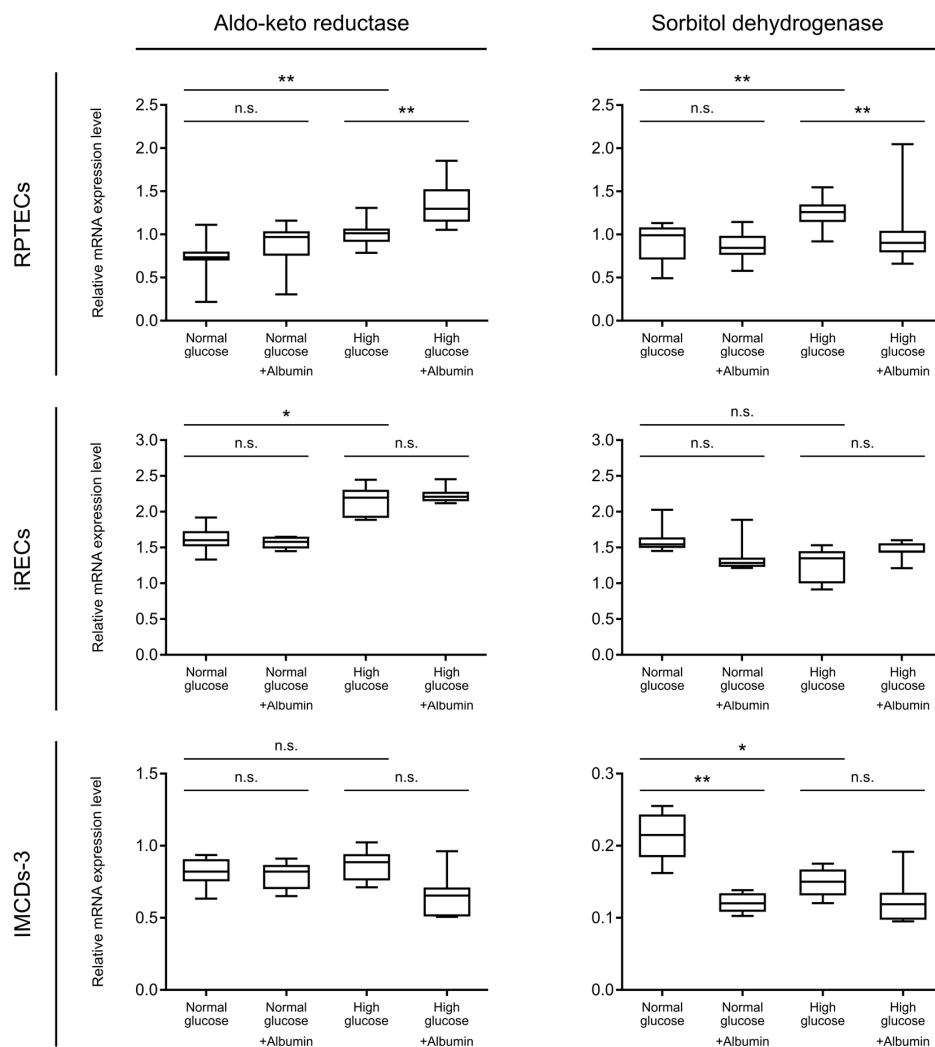 Aldo-keto reductase
Sorbitol dehydrogenase
RPTECs
Relative mRNA expression level
**
n.s.
**
2.5
2.0
1.5
1.0
0.5
0.0
Normal
glucose
Normal
glucose
+Albumin
High
glucose
High
glucose
+Albumin
**
n.s.
**
2.5
2.0
1.5
1.0
0.5
0.0
Normal
glucose
Normal
glucose
+Albumin
High
glucose
High
glucose
+Albumin
iRECs
Relative mRNA expression level
*
n.s.
n.s.
3.0
2.5
2.0
1.5
1.0
0.5
0.0
Normal
glucose
Normal
glucose
+Albumin
High
glucose
High
glucose
+Albumin
n.s.
n.s.
n.s.
3.0
2.5
2.0
1.5
1.0
0.5
0.0
Normal
glucose
Normal
glucose
+Albumin
High
glucose
High
glucose
+Albumin
IMCDs-3
Relative mRNA expression level
n.s.
n.s.
n.s.
1.5
1.0
0.5
0.0
Normal
glucose
Normal
glucose
+Albumin
High
glucose
High
glucose
+Albumin
*
**
n.s.
0.3
0.2
0.1
0.0
Normal
glucose
Normal
glucose
+Albumin
High
glucose
High
glucose
+Albumin